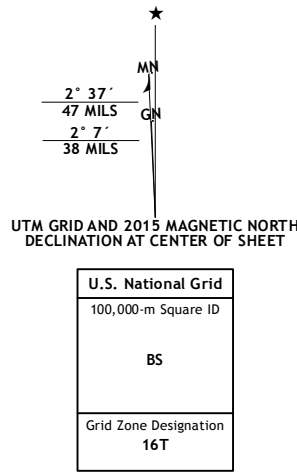 ★
MN
2° 37´
47 MILS
GN
2° 7´
38 MILS
UTM GRID AND 2015 MAGNETIC NORTH
DECLINATION AT CENTER OF SHEET
U.S. National Grid
100,000-m Square ID
BS
Grid Zone Designation
16T